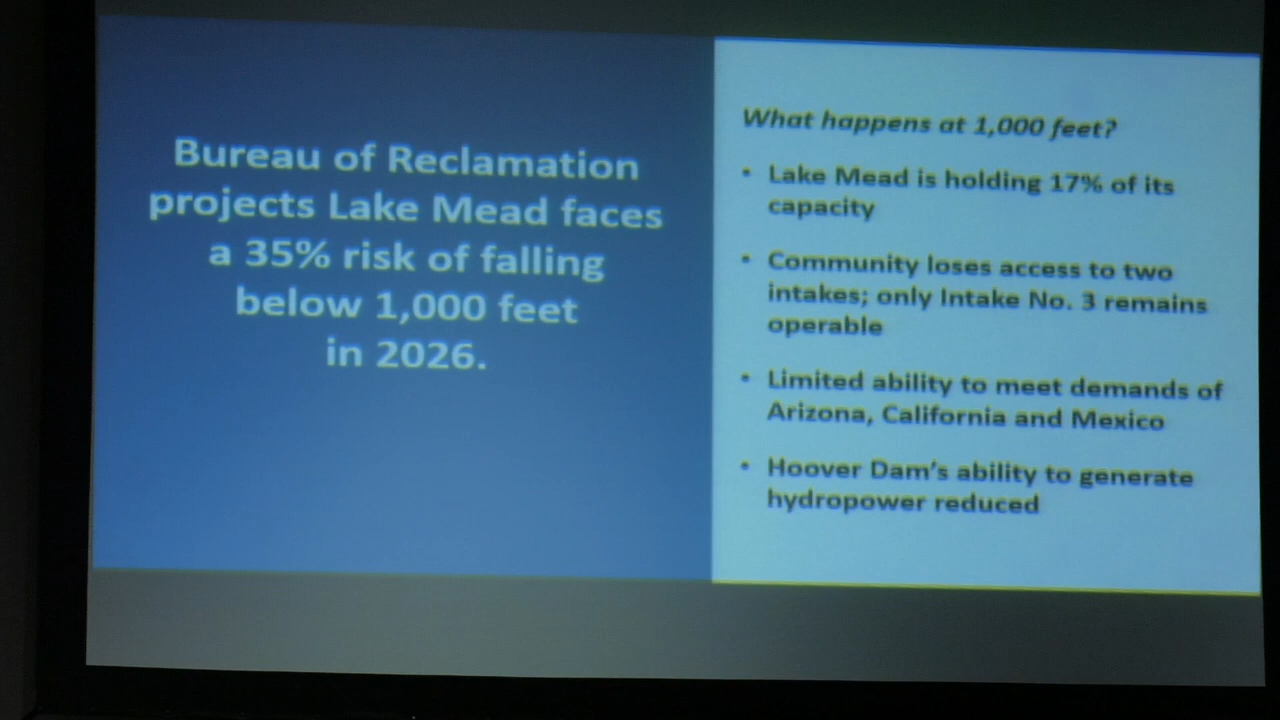 Bureau of Reclamation
projects Lake Mead faces
a 35% risk of falling
below 1,000 feet
in 2026.
What happens at 1,000 feet?
• Lake Mead is holding 17% of its
capacity
• Community loses access to two
intakes; only Intake No. 3 remains
operable
• Limited ability to meet demands of
Arizona, California and Mexico
• Hoover Dam's ability to generate
hydropower reduced